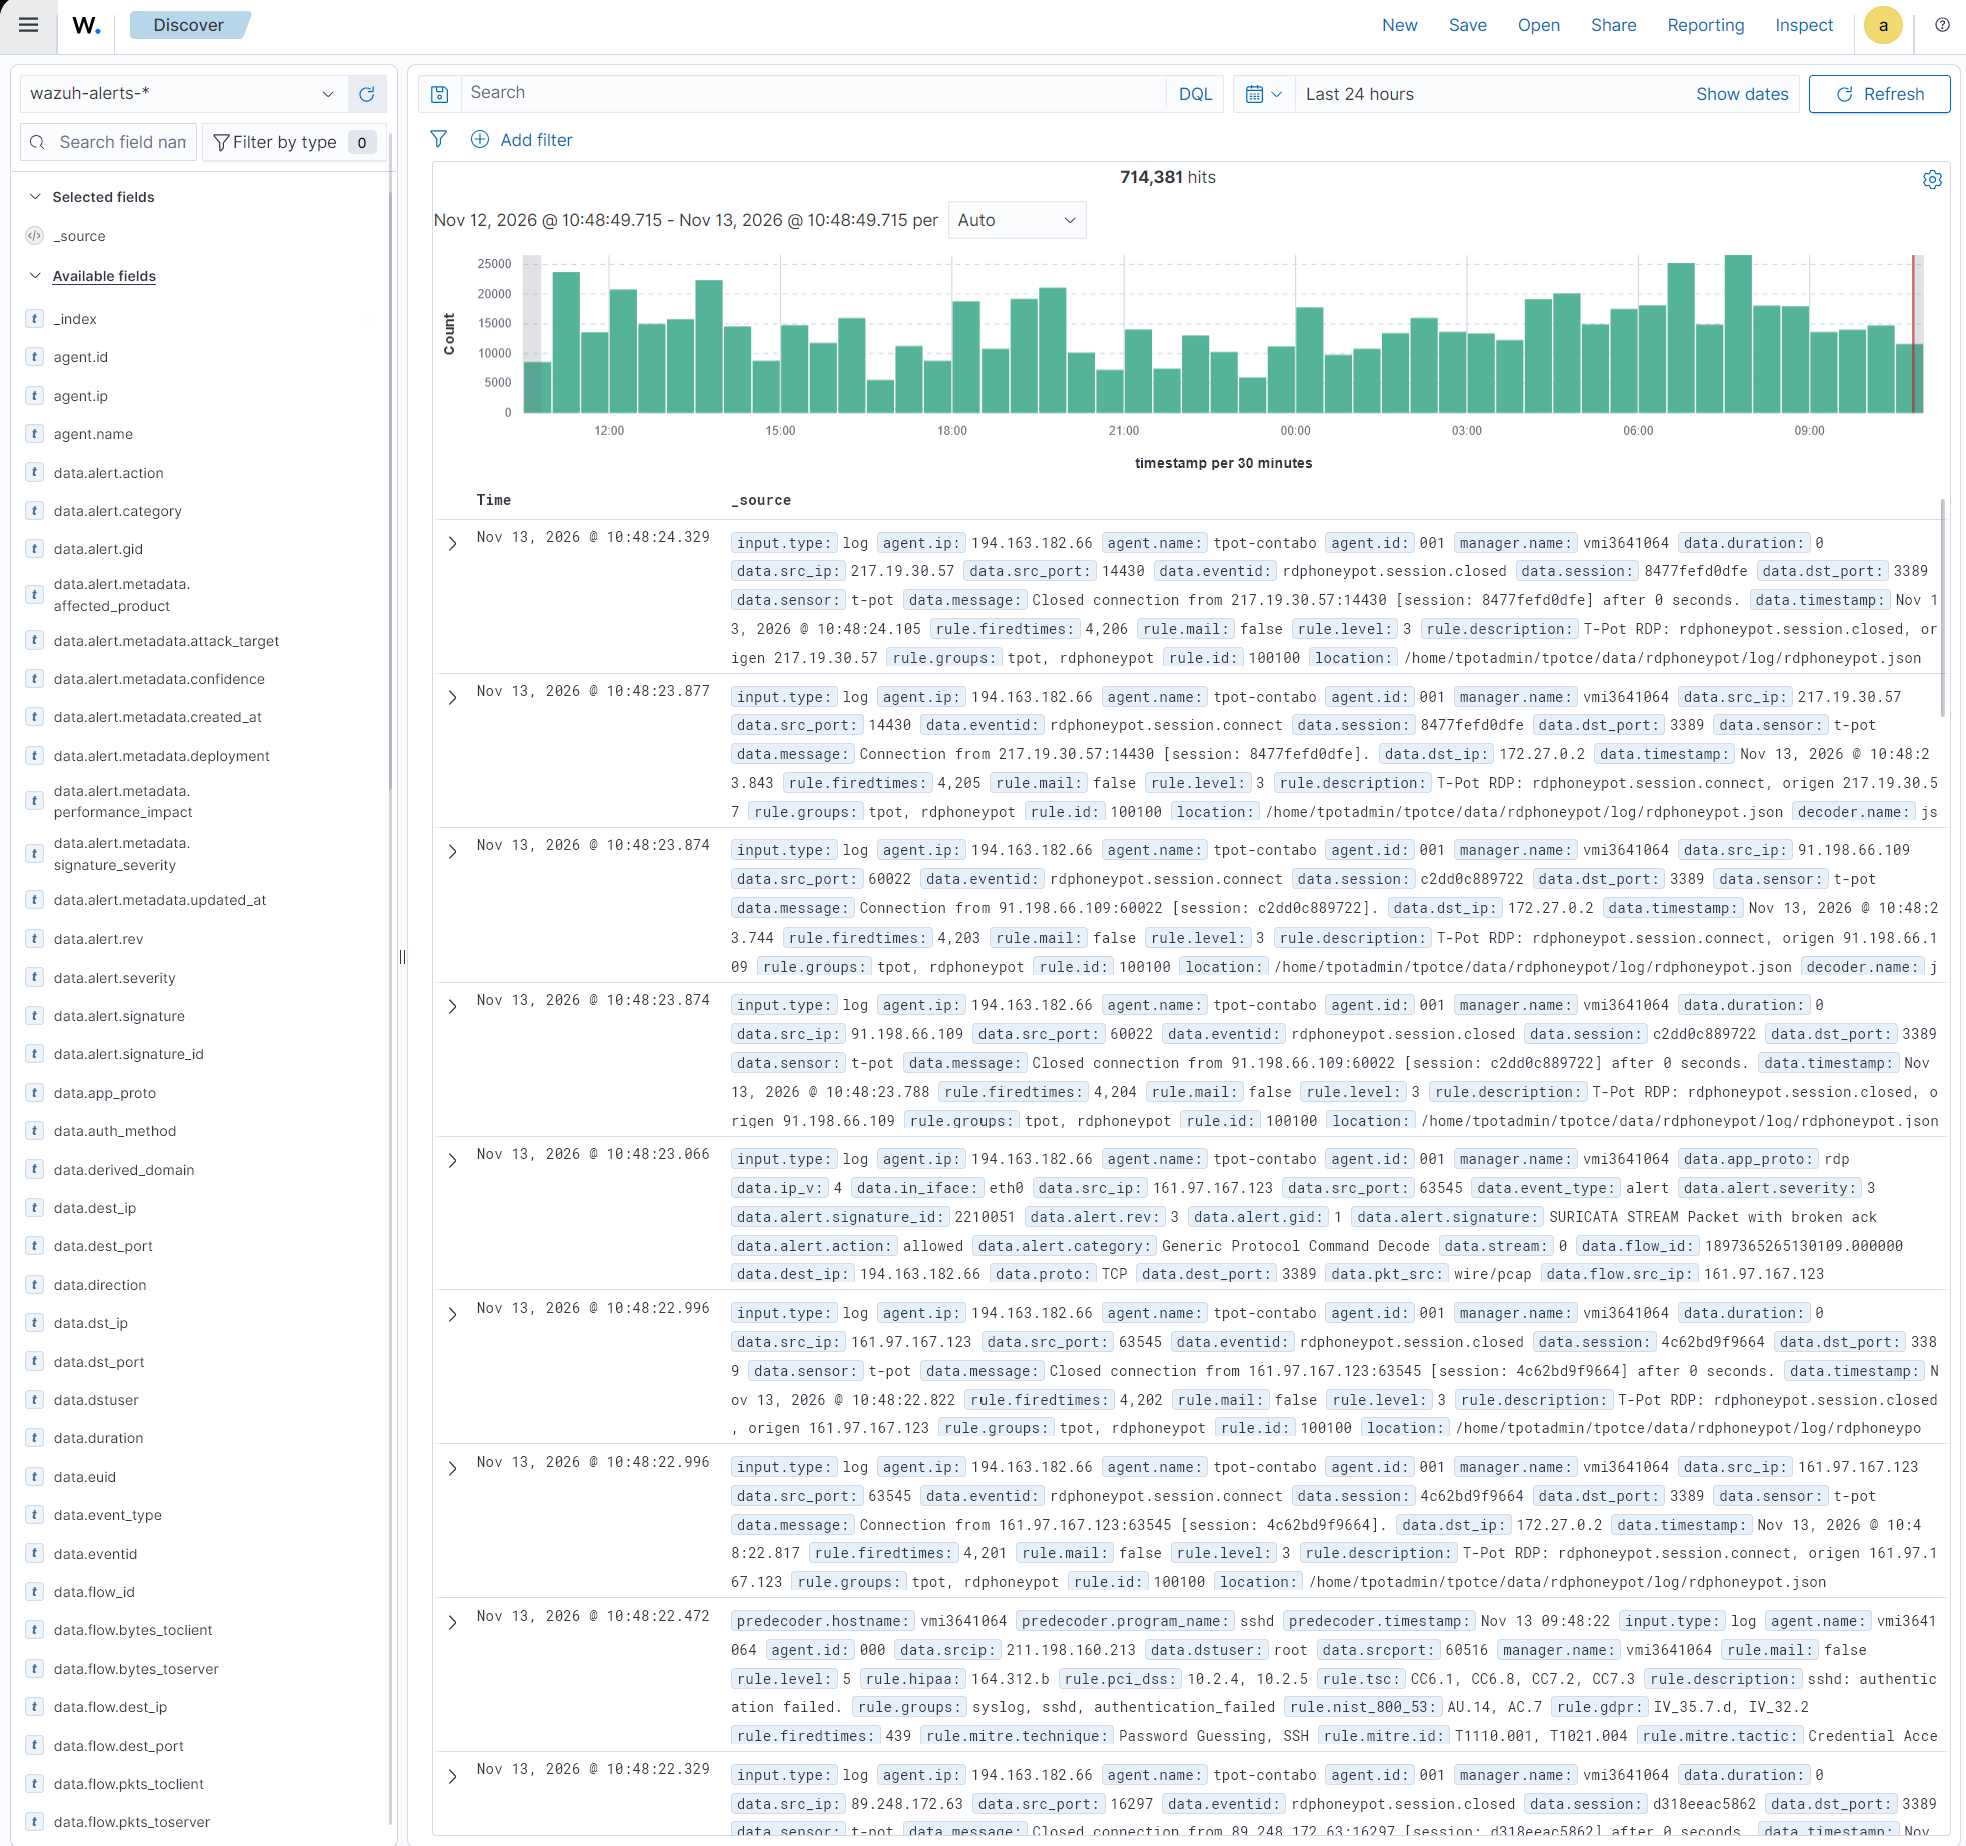 W.
Discover
New Save Open Share Reporting Inspect a
wazuh-alerts-*
Search DQL
Last 24 hours Show dates
Refresh
Search field nam
Filter by type 0
Add filter
Selected fields
_source
Available fields
_index
agent.id
agent.ip
agent.name
data.alert.action
data.alert.category
data.alert.gid
data.alert.metadata.
affected_product
data.alert.metadata.attack_target
data.alert.metadata.confidence
data.alert.metadata.created_at
data.alert.metadata.deployment
data.alert.metadata.
performance_impact
data.alert.metadata.
signature_severity
data.alert.metadata.updated_at
data.alert.rev
data.alert.severity
data.alert.signature
data.alert.signature_id
data.app_proto
data.auth_method
data.derived_domain
data.dest_ip
data.dest_port
data.direction
data.dst_ip
data.dst_port
data.dstuser
data.duration
data.euid
data.event_type
data.eventid
data.flow_id
data.flow.bytes_toclient
data.flow.bytes_toserver
data.flow.dest_ip
data.flow.dest_port
data.flow.pkts_toclient
data.flow.pkts_toserver
714,381 hits
Nov 12, 2026 @ 10:48:49.715 - Nov 13, 2026 @ 10:48:49.715 per Auto
Count
25000
20000
15000
10000
5000
0
12:00 15:00 18:00 21:00 00:00 03:00 06:00 09:00
timestamp per 30 minutes
Time _source
Nov 13, 2026 @ 10:48:24.329
input.type: log agent.ip: 194.163.182.66 agent.name: tpot-contabo agent.id: 001 manager.name: vmi3641064 data.duration: 0
data.src_ip: 217.19.30.57 data.src_port: 14430 data.eventid: rdphoneypot.session.closed data.session: 8477fefd0dfe data.dst_port: 3389
data.sensor: t-pot data.message: Closed connection from 217.19.30.57:14430 [session: 8477fefd0dfe] after 0 seconds. data.timestamp: Nov 1
3, 2026 @ 10:48:24.105 rule.firedtimes: 4,206 rule.mail: false rule.level: 3 rule.description: T-Pot RDP: rdphoneypot.session.closed, or
igen 217.19.30.57 rule.groups: tpot, rdphoneypot rule.id: 100100 location: /home/tpotadmin/tpotce/data/rdphoneypot/log/rdphoneypot.json
Nov 13, 2026 @ 10:48:23.877
input.type: log agent.ip: 194.163.182.66 agent.name: tpot-contabo agent.id: 001 manager.name: vmi3641064 data.src_ip: 217.19.30.57
data.src_port: 14430 data.eventid: rdphoneypot.session.connect data.session: 8477fefd0dfe data.dst_port: 3389 data.sensor: t-pot
data.message: Connection from 217.19.30.57:14430 [session: 8477fefd0dfe]. data.dst_ip: 172.27.0.2 data.timestamp: Nov 13, 2026 @ 10:48:2
3.843 rule.firedtimes: 4,205 rule.mail: false rule.level: 3 rule.description: T-Pot RDP: rdphoneypot.session.connect, origen 217.19.30.5
7 rule.groups: tpot, rdphoneypot rule.id: 100100 location: /home/tpotadmin/tpotce/data/rdphoneypot/log/rdphoneypot.json decoder.name: js
Nov 13, 2026 @ 10:48:23.874
input.type: log agent.ip: 194.163.182.66 agent.name: tpot-contabo agent.id: 001 manager.name: vmi3641064 data.src_ip: 91.198.66.109
data.src_port: 60022 data.eventid: rdphoneypot.session.connect data.session: c2dd0c889722 data.dst_port: 3389 data.sensor: t-pot
data.message: Connection from 91.198.66.109:60022 [session: c2dd0c889722]. data.dst_ip: 172.27.0.2 data.timestamp: Nov 13, 2026 @ 10:48:2
3.744 rule.firedtimes: 4,203 rule.mail: false rule.level: 3 rule.description: T-Pot RDP: rdphoneypot.session.connect, origen 91.198.66.1
09 rule.groups: tpot, rdphoneypot rule.id: 100100 location: /home/tpotadmin/tpotce/data/rdphoneypot/log/rdphoneypot.json decoder.name: j
Nov 13, 2026 @ 10:48:23.874
input.type: log agent.ip: 194.163.182.66 agent.name: tpot-contabo agent.id: 001 manager.name: vmi3641064 data.duration: 0
data.src_ip: 91.198.66.109 data.src_port: 60022 data.eventid: rdphoneypot.session.closed data.session: c2dd0c889722 data.dst_port: 3389
data.sensor: t-pot data.message: Closed connection from 91.198.66.109:60022 [session: c2dd0c889722] after 0 seconds. data.timestamp: Nov
13, 2026 @ 10:48:23.788 rule.firedtimes: 4,204 rule.mail: false rule.level: 3 rule.description: T-Pot RDP: rdphoneypot.session.closed, o
rigen 91.198.66.109 rule.groups: tpot, rdphoneypot rule.id: 100100 location: /home/tpotadmin/tpotce/data/rdphoneypot/log/rdphoneypot.json
Nov 13, 2026 @ 10:48:23.066
input.type: log agent.ip: 194.163.182.66 agent.name: tpot-contabo agent.id: 001 manager.name: vmi3641064 data.app_proto: rdp
data.ip_v: 4 data.in_iface: eth0 data.src_ip: 161.97.167.123 data.src_port: 63545 data.event_type: alert data.alert.severity: 3
data.alert.signature_id: 2210051 data.alert.rev: 3 data.alert.gid: 1 data.alert.signature: SURICATA STREAM Packet with broken ack
data.alert.action: allowed data.alert.category: Generic Protocol Command Decode data.stream: 0 data.flow_id: 1897365265130109.000000
data.dest_ip: 194.163.182.66 data.proto: TCP data.dest_port: 3389 data.pkt_src: wire/pcap data.flow.src_ip: 161.97.167.123
Nov 13, 2026 @ 10:48:22.996
input.type: log agent.ip: 194.163.182.66 agent.name: tpot-contabo agent.id: 001 manager.name: vmi3641064 data.duration: 0
data.src_ip: 161.97.167.123 data.src_port: 63545 data.eventid: rdphoneypot.session.closed data.session: 4c62bd9f9664 data.dst_port: 338
9 data.sensor: t-pot data.message: Closed connection from 161.97.167.123:63545 [session: 4c62bd9f9664] after 0 seconds. data.timestamp: N
ov 13, 2026 @ 10:48:22.822 rule.firedtimes: 4,202 rule.mail: false rule.level: 3 rule.description: T-Pot RDP: rdphoneypot.session.closed
, origen 161.97.167.123 rule.groups: tpot, rdphoneypot rule.id: 100100 location: /home/tpotadmin/tpotce/data/rdphoneypot/log/rdphoneypo
Nov 13, 2026 @ 10:48:22.996
input.type: log agent.ip: 194.163.182.66 agent.name: tpot-contabo agent.id: 001 manager.name: vmi3641064 data.src_ip: 161.97.167.123
data.src_port: 63545 data.eventid: rdphoneypot.session.connect data.session: 4c62bd9f9664 data.dst_port: 3389 data.sensor: t-pot
data.message: Connection from 161.97.167.123:63545 [session: 4c62bd9f9664]. data.dst_ip: 172.27.0.2 data.timestamp: Nov 13, 2026 @ 10:4
8:22.817 rule.firedtimes: 4,201 rule.mail: false rule.level: 3 rule.description: T-Pot RDP: rdphoneypot.session.connect, origen 161.97.1
67.123 rule.groups: tpot, rdphoneypot rule.id: 100100 location: /home/tpotadmin/tpotce/data/rdphoneypot/log/rdphoneypot.json
Nov 13, 2026 @ 10:48:22.472
predecoder.hostname: vmi3641064 predecoder.program_name: sshd predecoder.timestamp: Nov 13 09:48:22 input.type: log agent.name: vmi3641
064 agent.id: 000 data.srcip: 211.198.160.213 data.dstuser: root data.srcport: 60516 manager.name: vmi3641064 rule.mail: false
rule.level: 5 rule.hipaa: 164.312.b rule.pci_dss: 10.2.4, 10.2.5 rule.tsc: CC6.1, CC6.8, CC7.2, CC7.3 rule.description: sshd: authentic
ation failed. rule.groups: syslog, sshd, authentication_failed rule.nist_800_53: AU.14, AC.7 rule.gdpr: IV_35.7.d, IV_32.2
rule.firedtimes: 439 rule.mitre.technique: Password Guessing, SSH rule.mitre.id: T1110.001, T1021.004 rule.mitre.tactic: Credential Acce
Nov 13, 2026 @ 10:48:22.329
input.type: log agent.ip: 194.163.182.66 agent.name: tpot-contabo agent.id: 001 manager.name: vmi3641064 data.duration: 0
data.src_ip: 89.248.172.63 data.src_port: 16297 data.eventid: rdphoneypot.session.closed data.session: d318eeac5862 data.dst_port: 3389
data.sensor: t-pot data.message: Closed connection from 89.248.172.63:16297 [session: d318eeac5862] after 0 seconds. data.timestamp: Nov